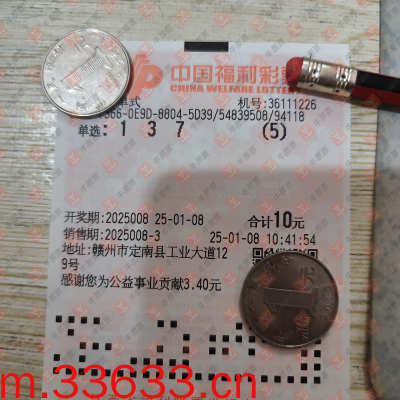 中国福利彩
CHINA WELFARE LOTTERY
单式
机号:36111226
666-0E9D-8804-5D39/54839508/94118
单选: 1 3 7 (5)
开奖期:2025008 25-01-08 合计10元
销售期:2025008-3 25-01-08 10:41:54
地址:赣州市定南县工业大道12
9号
感谢您为公益事业贡献3.40元
m.33633.cn